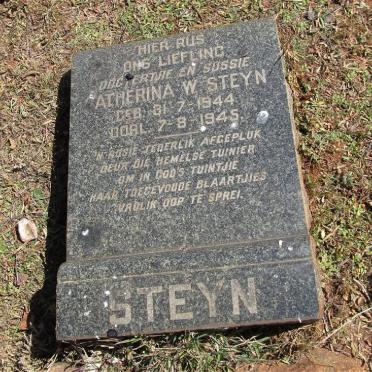 HIER RUS
ONS LIEFLING
DOGTERTJIE EN SUSSIE
CATHERINA W. STEYN
GEB. 31-7-1944
OORL. 7-8-1945
'N ROSIE TEDERLIK AFGEPLUK
DEUR DIE HEMELSE TUINIER
OM IN GOD'S TUINTJIE
HAAR TOEGEVOUDE BLAARTJIES
VROLIK OOP TE SPREI.
STEYN